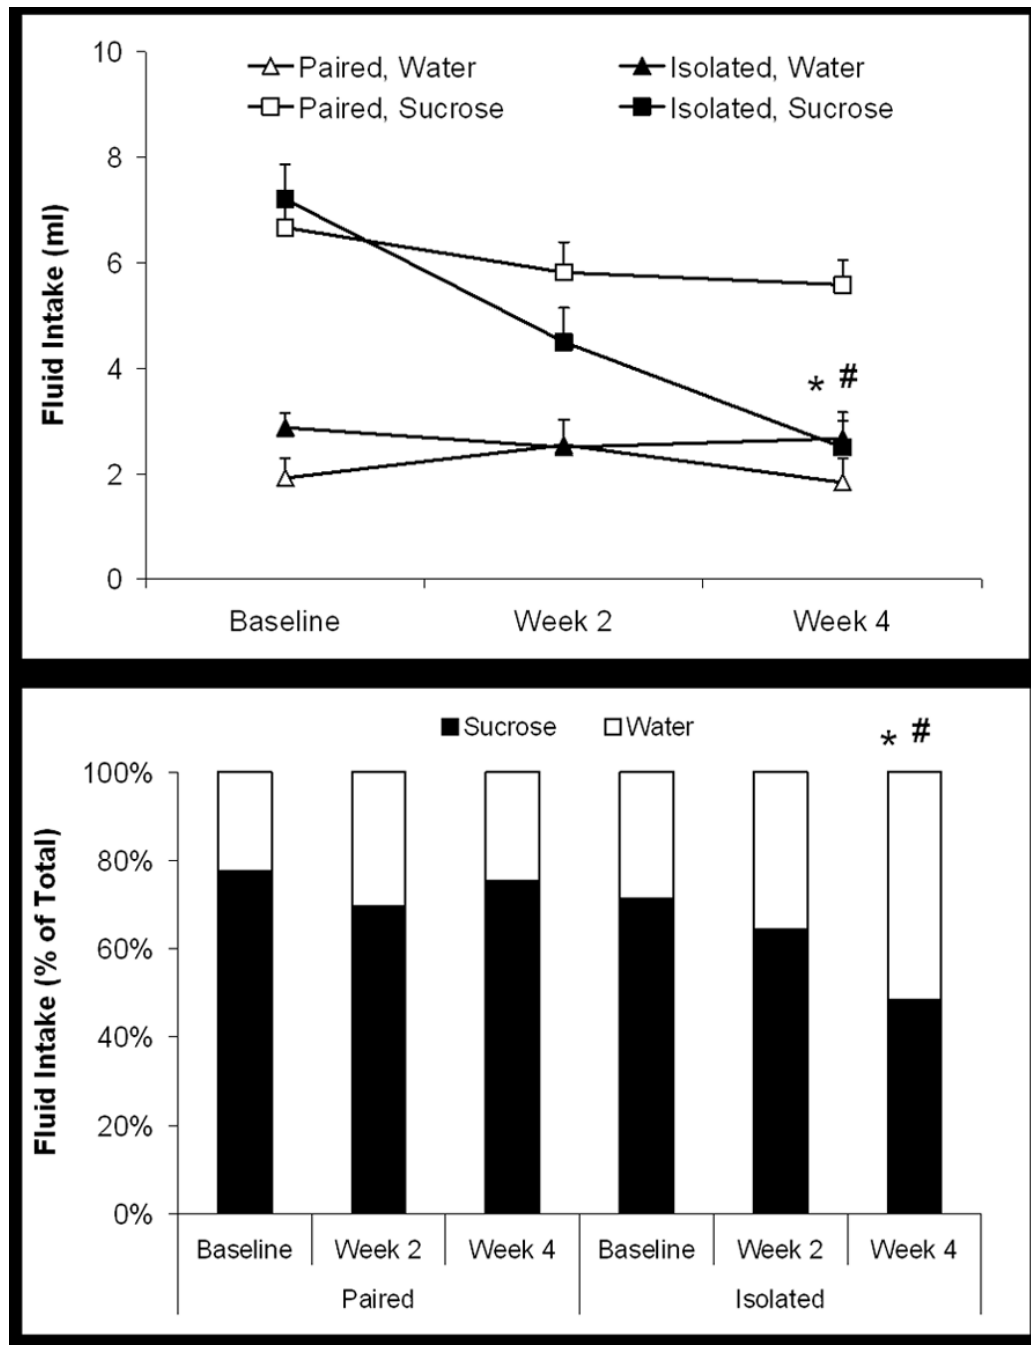 10
Paired, Water
Isolated, Water
Paired, Sucrose
Isolated, Sucrose
8
6
4
2
0
Fluid Intake (ml)
* #
Baseline
Week 2
Week 4
Sucrose
Water
* #
100%
80%
60%
40%
20%
0%
Fluid Intake (% of Total)
Baseline
Week 2
Week 4
Baseline
Week 2
Week 4
Paired
Isolated